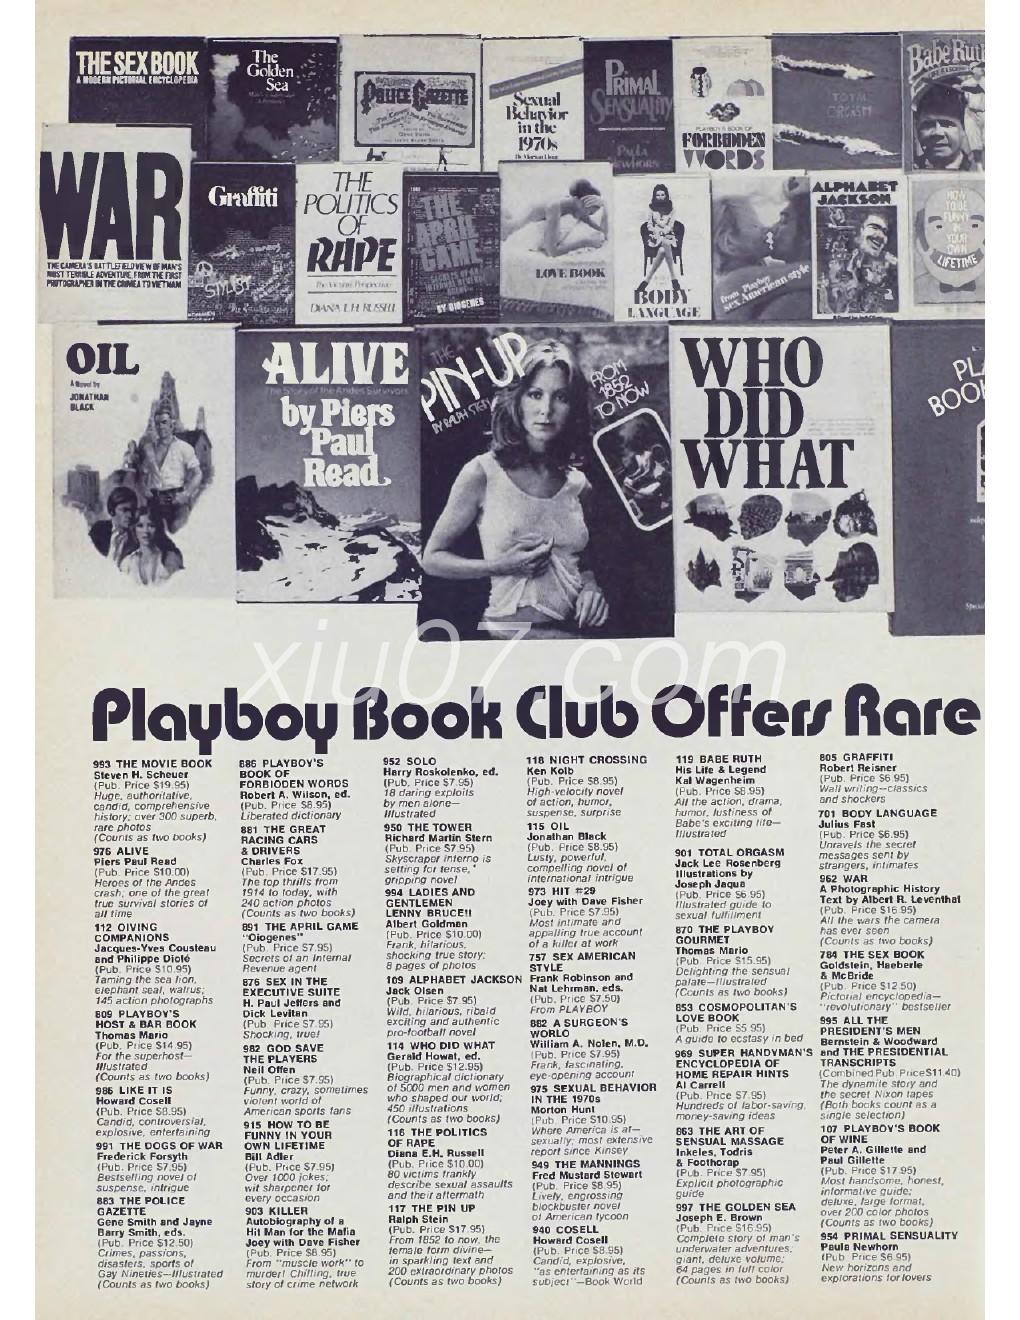 THE SEX BOOK
A MODERN PICTORIAL ENCYCLOPEDIA
The
Golden
Sea
POLICE GAZETTE
Sexual
Behavior
in the
1970s
By Morton Hunt
PRIMAL
SENSUALITY
Paula
Newhorn
PLAYBOY'S BOOK OF
FORBIDDEN
WORDS
TOTAL
ORGASM
Babe Ruth
WAR
THE CAMERA'S BATTLEFIELD VIEW OF MAN'S
MOST TERRIBLE ADVENTURE, FROM THE FIRST
PHOTOGRAPHER IN THE CRIMEA TO VIETNAM
Graffiti
STYLIST
THE
POLITICS
OF
RAPE
The Victim's Perspective
DIANA E.H. RUSSELL
THE
APRIL
GAME
BY DIOGENES
LOVE BOOK
BODY
LANGUAGE
from Playboy
sex American style
ALPHABET
JACKSON
HOW
TO BE
FUNNY
IN
YOUR
OWN
LIFETIME
OIL
A Novel by
JONATHAN
BLACK
ALIVE
The Story of the Andes Survivors
by Piers
Paul
Read
THE
PIN-UP
FROM
1852
TO NOW
BY RALPH STEIN
WHO
DID
WHAT
PL
BOO
xiu07.com
Playboy Book Club Offers Rare
993 THE MOVIE BOOK
Steven H. Scheuer
(Pub. Price $19.95)
Huge, authoritative,
candid, comprehensive
history; over 300 superb,
rare photos
(Counts as two books)
976 ALIVE
Piers Paul Read
(Pub. Price $10.00)
Heroes of the Andes
crash; one of the great
true survival stories of
all time
112 DIVING
COMPANIONS
Jacques-Yves Cousteau
and Philippe Diolé
(Pub. Price $10.95)
Taming the sea lion,
elephant seal, walrus;
145 action photographs
809 PLAYBOY'S
HOST & BAR BOOK
Thomas Mario
(Pub. Price $14.95)
For the superhost—
Illustrated
(Counts as two books)
986 LIKE IT IS
Howard Cosell
(Pub. Price $8.95)
Candid, controversial,
explosive, entertaining
991 THE DOGS OF WAR
Frederick Forsyth
(Pub. Price $7.95)
Bestselling novel of
suspense, intrigue
883 THE POLICE
GAZETTE
Gene Smith and Jayne
Barry Smith, eds.
(Pub. Price $12.50)
Crimes, passions,
disasters, sports of
Gay Nineties—Illustrated
(Counts as two books)
886 PLAYBOY'S
BOOK OF
FORBIDDEN WORDS
Robert A. Wilson, ed.
(Pub. Price $8.95)
Liberated dictionary
881 THE GREAT
RACING CARS
& DRIVERS
Charles Fox
(Pub. Price $17.95)
The top thrills from
1914 to today, with
240 action photos
(Counts as two books)
891 THE APRIL GAME
"Diogenes"
(Pub. Price $7.95)
Secrets of an Internal
Revenue agent
876 SEX IN THE
EXECUTIVE SUITE
H. Paul Jeffers and
Dick Levitan
(Pub. Price $7.95)
Shocking, true!
982 GOD SAVE
THE PLAYERS
Neil Offen
(Pub. Price $7.95)
Funny, crazy, sometimes
violent world of
American sports fans
915 HOW TO BE
FUNNY IN YOUR
OWN LIFETIME
Bill Adler
(Pub. Price $7.95)
Over 1000 jokes;
wit sharpener for
every occasion
903 KILLER
Autobiography of a
Hit Man for the Mafia
Joey with Dave Fisher
(Pub. Price $8.95)
From "muscle work" to
murder! Chilling, true
story of crime network
952 SOLO
Harry Roskolenko, ed.
(Pub. Price $7.95)
18 daring exploits
by men alone—
Illustrated
950 THE TOWER
Richard Martin Stern
(Pub. Price $7.95)
Skyscraper inferno is
setting for tense,
gripping novel
994 LADIES AND
GENTLEMEN
LENNY BRUCE!!
Albert Goldman
(Pub. Price $10.00)
Frank, hilarious,
shocking true story;
8 pages of photos
109 ALPHABET JACKSON
Jack Olsen
(Pub. Price $7.95)
Wild, hilarious, ribald
exciting and authentic
pro-football novel
114 WHO DID WHAT
Gerald Howat, ed.
(Pub. Price $12.95)
Biographical dictionary
of 5000 men and women
who shaped our world;
450 illustrations
(Counts as two books)
116 THE POLITICS
OF RAPE
Diana E.H. Russell
(Pub. Price $10.00)
80 victims frankly
describe sexual assaults
and their aftermath
117 THE PIN UP
Ralph Stein
(Pub. Price $17.95)
From 1852 to now, the
female form divine—
in sparkling text and
200 extraordinary photos
(Counts as two books)
118 NIGHT CROSSING
Ken Kolb
(Pub. Price $8.95)
High-velocity novel
of action, humor,
suspense, surprise
115 OIL
Jonathan Black
(Pub. Price $8.95)
Lusty, powerful,
compelling novel of
international intrigue
973 HIT #29
Joey with Dave Fisher
(Pub. Price $7.95)
Most intimate and
appalling true account
of a killer at work
757 SEX AMERICAN
STYLE
Frank Robinson and
Nat Lehrman, eds.
(Pub. Price $7.50)
From PLAYBOY
882 A SURGEON'S
WORLD
William A. Nolen, M.D.
(Pub. Price $7.95)
Frank, fascinating,
eye-opening account
975 SEXUAL BEHAVIOR
IN THE 1970s
Morton Hunt
(Pub. Price $10.95)
Where America is at—
sexually; most extensive
report since Kinsey
949 THE MANNINGS
Fred Mustard Stewart
(Pub. Price $8.95)
Lively, engrossing
blockbuster novel
of American tycoon
940 COSELL
Howard Cosell
(Pub. Price $8.95)
Candid, explosive,
"as entertaining as its
subject"—Book World
119 BABE RUTH
His Life & Legend
Kal Wagenheim
(Pub. Price $8.95)
All the action, drama,
humor, lustiness of
Babe's exciting life—
Illustrated
901 TOTAL ORGASM
Jack Lee Rosenberg
Illustrations by
Joseph Jaqua
(Pub. Price $6.95)
Illustrated guide to
sexual fulfillment
870 THE PLAYBOY
GOURMET
Thomas Mario
(Pub. Price $15.95)
Delighting the sensual
palate—Illustrated
(Counts as two books)
853 COSMOPOLITAN'S
LOVE BOOK
(Pub. Price $5.95)
A guide to ecstasy in bed
969 SUPER HANDYMAN'S
ENCYCLOPEDIA OF
HOME REPAIR HINTS
Al Carrell
(Pub. Price $7.95)
Hundreds of labor-saving,
money-saving ideas
863 THE ART OF
SENSUAL MASSAGE
Inkeles, Todris
& Foothorap
(Pub. Price $7.95)
Explicit photographic
guide
997 THE GOLDEN SEA
Joseph E. Brown
(Pub. Price $16.95)
Complete story of man's
underwater adventures;
giant, deluxe volume;
64 pages in full color
(Counts as two books)
805 GRAFFITI
Robert Reisner
(Pub. Price $6.95)
Wall writing—classics
and shockers
701 BODY LANGUAGE
Julius Fast
(Pub. Price $6.95)
Unravels the secret
messages sent by
strangers, intimates
962 WAR
A Photographic History
Text by Albert R. Leventhal
(Pub. Price $16.95)
All the wars the camera
has ever seen
(Counts as two books)
784 THE SEX BOOK
Goldstein, Haeberle
& McBride
(Pub. Price $12.50)
Pictorial encyclopedia—
"revolutionary" bestseller
995 ALL THE
PRESIDENT'S MEN
Bernstein & Woodward
and THE PRESIDENTIAL
TRANSCRIPTS
(Combined Pub. Price $11.40)
The dynamite story and
the secret Nixon tapes
(Both books count as a
single selection)
107 PLAYBOY'S BOOK
OF WINE
Peter A. Gillette and
Paul Gillette
(Pub. Price $17.95)
Most handsome, honest,
informative guide;
deluxe, large format,
over 200 color photos
(Counts as two books)
954 PRIMAL SENSUALITY
Paula Newhorn
(Pub. Price $6.95)
New horizons and
explorations for lovers